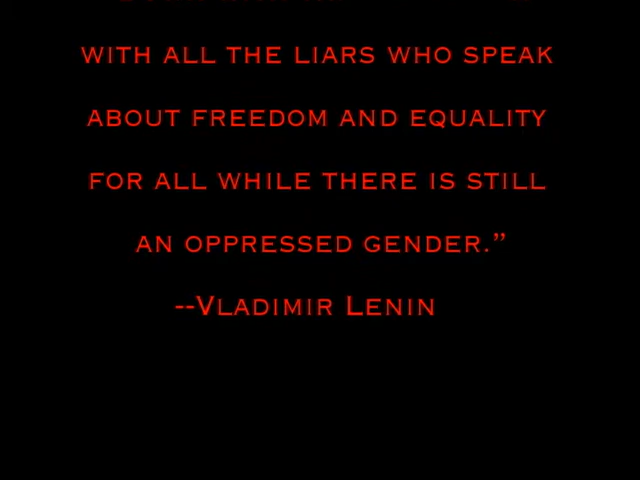 WITH ALL THE LIARS WHO SPEAK
ABOUT FREEDOM AND EQUALITY
FOR ALL WHILE THERE IS STILL
AN OPPRESSED GENDER.”
--VLADIMIR LENIN